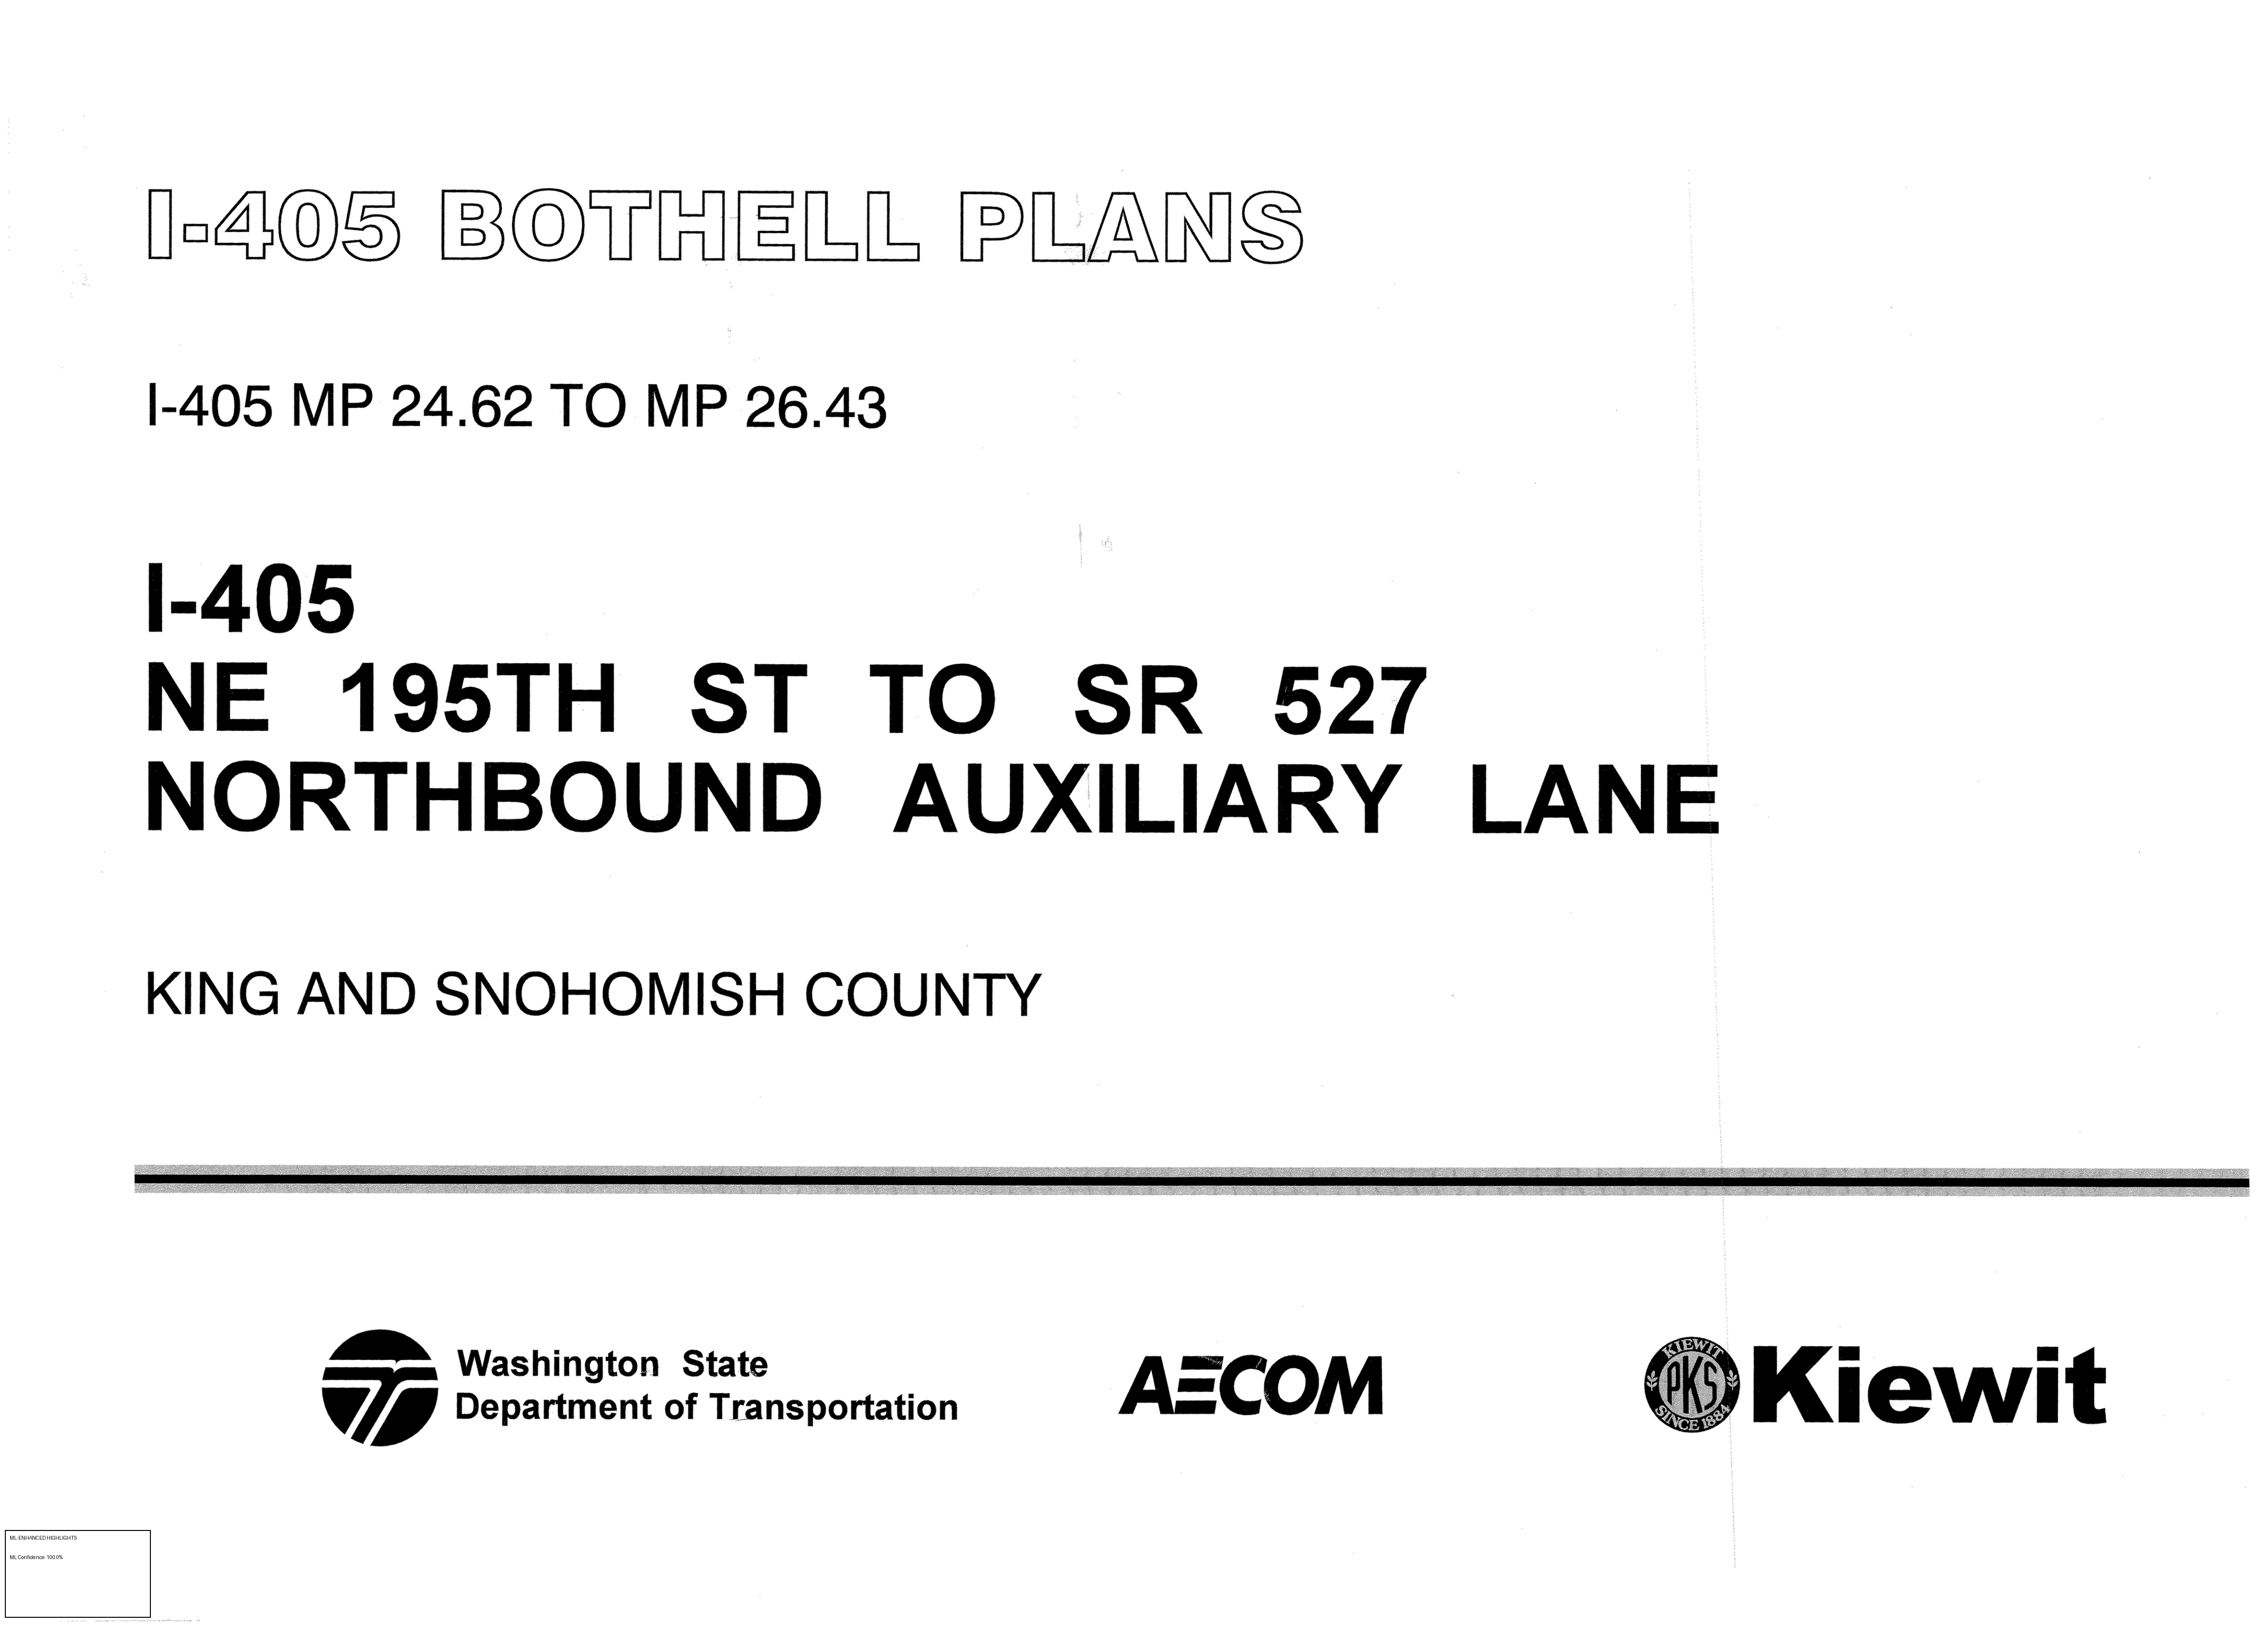 I-405 BOTHELL PLANS
I-405 MP 24.62 TO MP 26.43
I-405
NE 195TH ST TO SR 527
NORTHBOUND AUXILIARY LANE
KING AND SNOHOMISH COUNTY
Washington State
Department of Transportation
AECOM
KIEWIT
PKS
SINCE 1884
Kiewit
ML-ENHANCED HIGHLIGHTS
ML Confidence: 100.0%